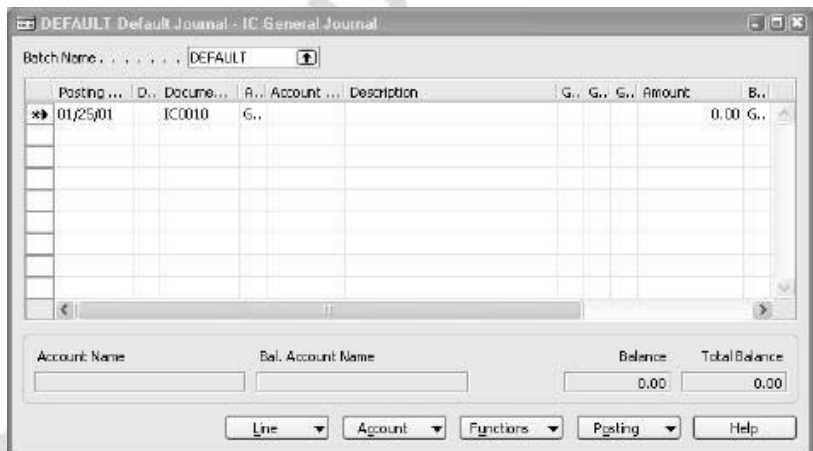 DEFAULT Default Journal - IC General Journal
Batch Name . . . . . . . DEFAULT
Posting ... D.. Docume... A.. Account ... Description G.. G.. G.. Amount B..
01/25/01 IC0010 G.. 0.00 G..
Account Name Bal. Account Name Balance Total Balance
0.00 0.00
Line Account Functions Posting Help